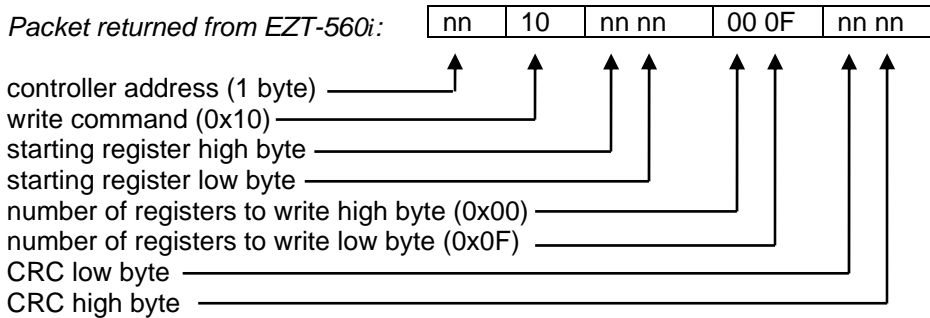 Packet returned from EZT-560i: nn 10 nn nn 00 0F nn nn
controller address (1 byte)
write command (0x10)
starting register high byte
starting register low byte
number of registers to write high byte (0x00)
number of registers to write low byte (0x0F)
CRC low byte
CRC high byte